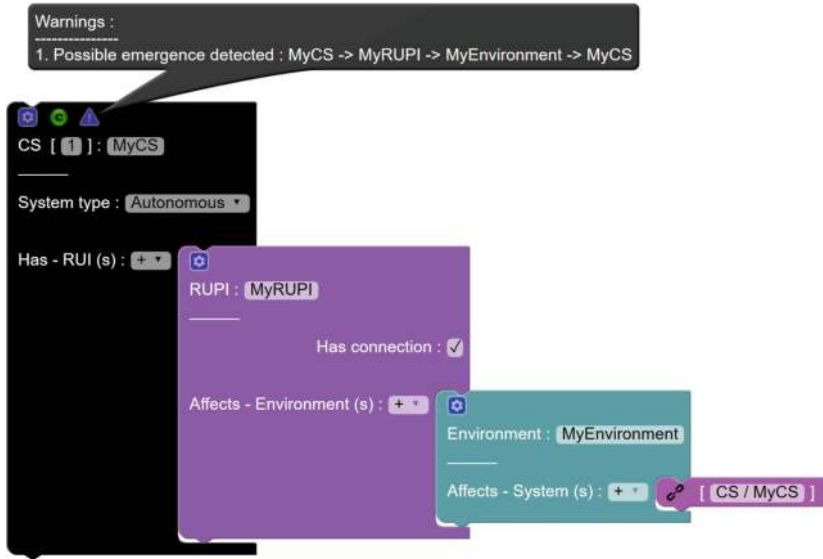 Warnings :
---------------
1. Possible emergence detected : MyCS -> MyRUPI -> MyEnvironment -> MyCS
CS [ 1 ] : MyCS
System type : Autonomous
Has - RUI (s) : +
RUPI : MyRUPI
Has connection :
Affects - Environment (s) : +
Environment : MyEnvironment
Affects - System (s) : +
[ CS / MyCS ]